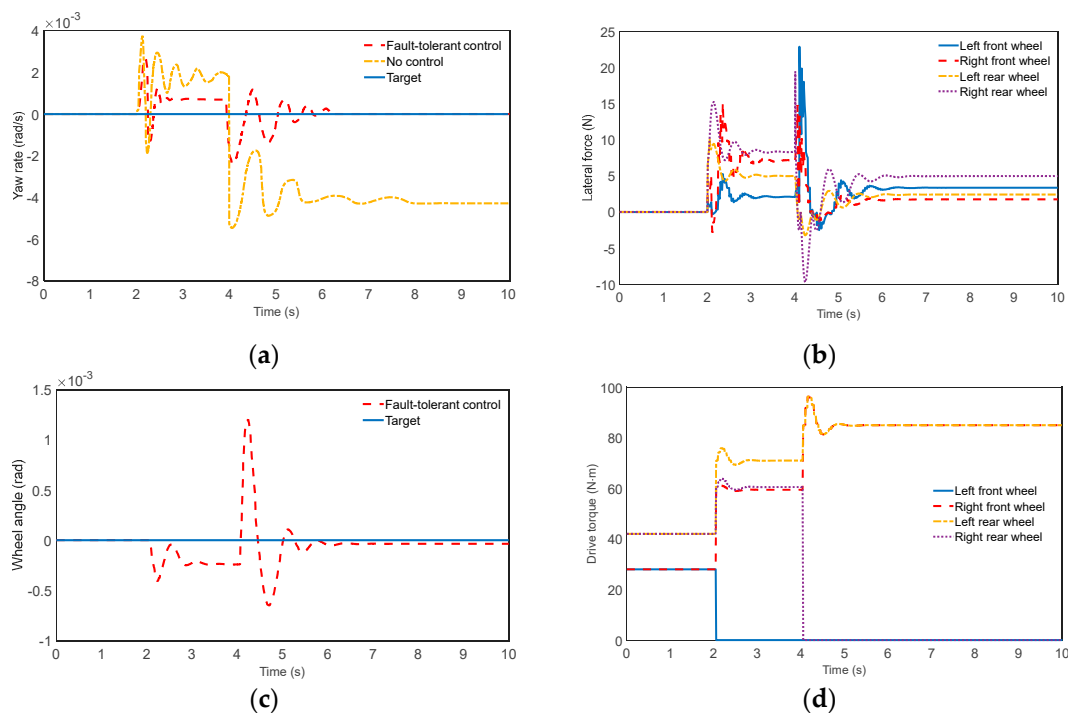 ×10-3
4
2
0
-2
-4
-6
-8
Yaw rate (rad/s)
Fault-tolerant control
No control
Target
0 1 2 3 4 5 6 7 8 9 10
Time (s)
(a)
25
20
15
10
5
0
-5
-10
Lateral force (N)
Left front wheel
Right front wheel
Left rear wheel
Right rear wheel
0 1 2 3 4 5 6 7 8 9 10
Time (s)
(b)
×10-3
1.5
1
0.5
0
-0.5
-1
Wheel angle (rad)
Fault-tolerant control
Target
0 1 2 3 4 5 6 7 8 9 10
Time (s)
(c)
100
80
60
40
20
0
Drive torque (N·m)
Left front wheel
Right front wheel
Left rear wheel
Right rear wheel
0 1 2 3 4 5 6 7 8 9 10
Time (s)
(d)